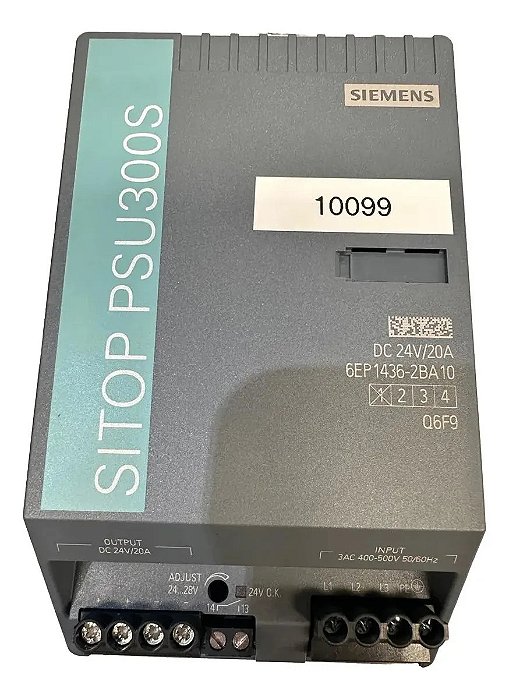 SIEMENS
SITOP PSU300S
10099
DC 24V/20A
6EP1436-2BA10
1 2 3 4
Q6F9
OUTPUT
DC 24V/20A
INPUT
3AC 400-500V 50/60Hz
ADJUST
24...28V
24V O.K.
14 13
+ + - -
L1 L2 L3 PE